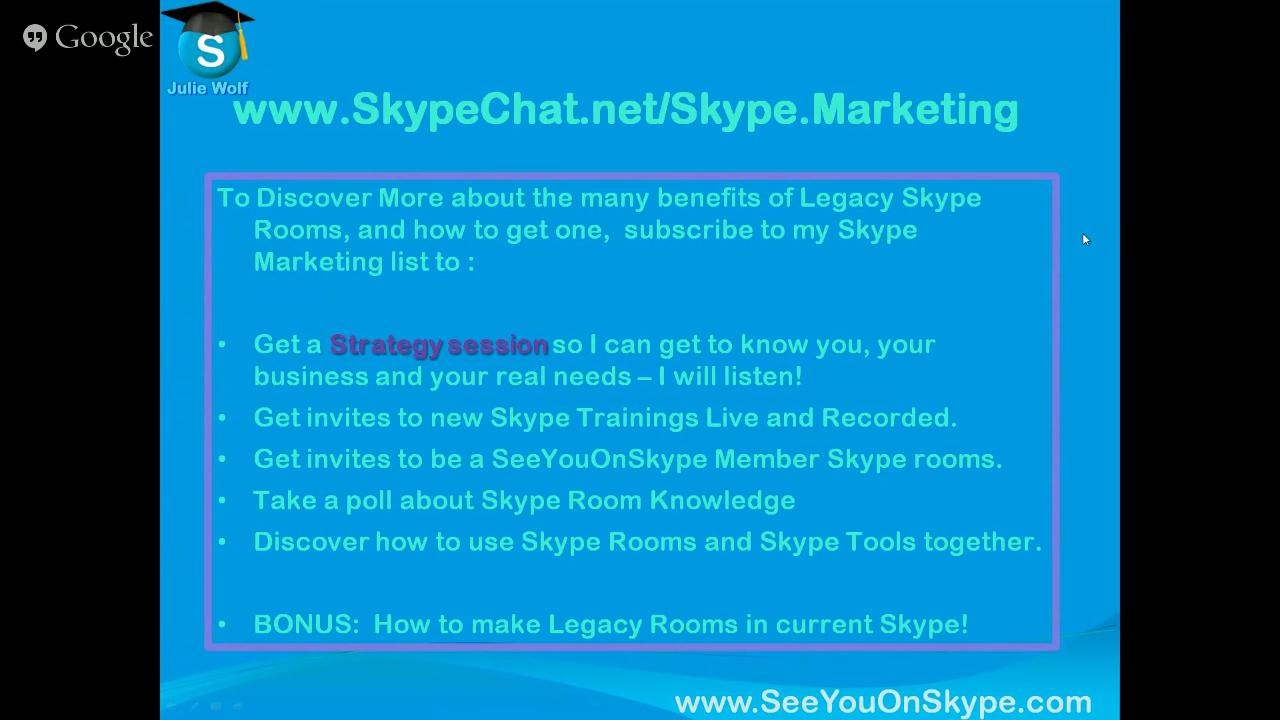 Google
S
Julie Wolf
www.SkypeChat.net/Skype.Marketing
To Discover More about the many benefits of Legacy Skype
Rooms, and how to get one, subscribe to my Skype
Marketing list to :
• Get a Strategy session so I can get to know you, your
business and your real needs – I will listen!
• Get invites to new Skype Trainings Live and Recorded.
• Get invites to be a SeeYouOnSkype Member Skype rooms.
• Take a poll about Skype Room Knowledge
• Discover how to use Skype Rooms and Skype Tools together.
• BONUS: How to make Legacy Rooms in current Skype!
www.SeeYouOnSkype.com